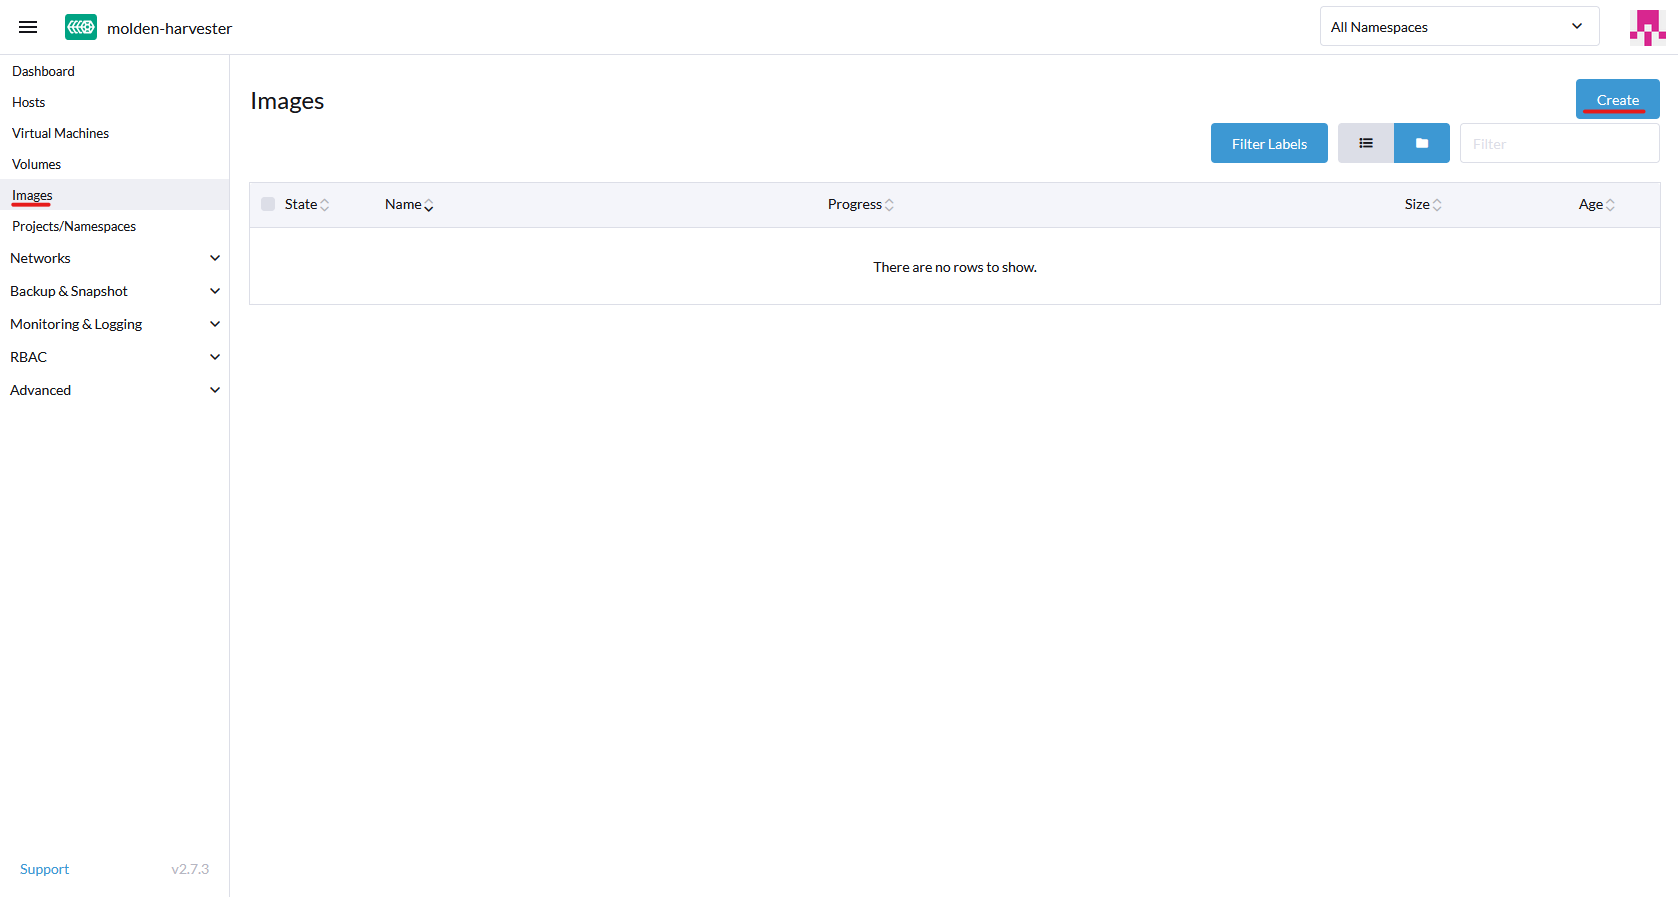 molden-harvester
All Namespaces
Dashboard
Hosts
Virtual Machines
Volumes
Images
Projects/Namespaces
Networks
Backup & Snapshot
Monitoring & Logging
RBAC
Advanced
Support
v2.7.3
Images
Create
Filter Labels
Filter
State Name Progress Size Age
There are no rows to show.